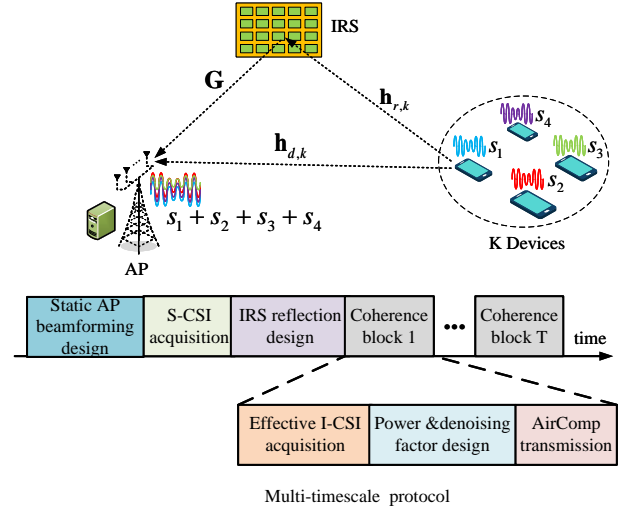 IRS
G
h_{r,k}
h_{d,k}
s_4
s_1
s_3
s_2
s_1 + s_2 + s_3 + s_4
AP
K Devices
Static AP
beamforming
design
S-CSI
acquisition
IRS reflection
design
Coherence
block 1
...
Coherence
block T
time
Effective I-CSI
acquisition
Power &denoising
factor design
AirComp
transmission
Multi-timescale protocol